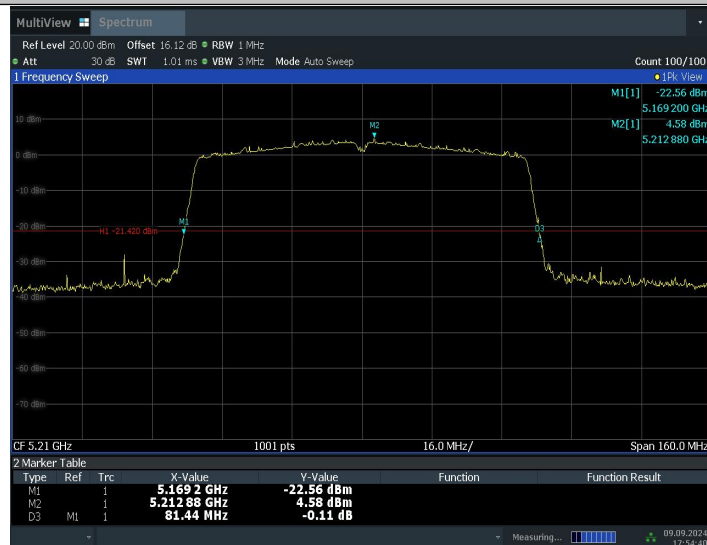 MultiView Spectrum
Ref Level 20.00 dBm Offset 16.12 dB RBW 1 MHz
Att 30 dB SWT 1.01 ms VBW 3 MHz Mode Auto Sweep Count 100/100
1 Frequency Sweep 1Pk View
M1[1] -22.56 dBm
5.169 200 GHz
M2[1] 4.58 dBm
5.212 880 GHz
10 dBm
M2
0 dBm
-10 dBm
-20 dBm
M1
H1 -21.420 dBm
D3
-30 dBm
-40 dBm
-50 dBm
-60 dBm
-70 dBm
CF 5.21 GHz 1001 pts 16.0 MHz/ Span 160.0 MHz
2 Marker Table
Type Ref Trc X-Value Y-Value Function Function Result
M1 1 5.169 2 GHz -22.56 dBm
M2 1 5.212 88 GHz 4.58 dBm
D3 M1 1 81.44 MHz -0.11 dB
Measuring... 09.09.2024
17:54:40